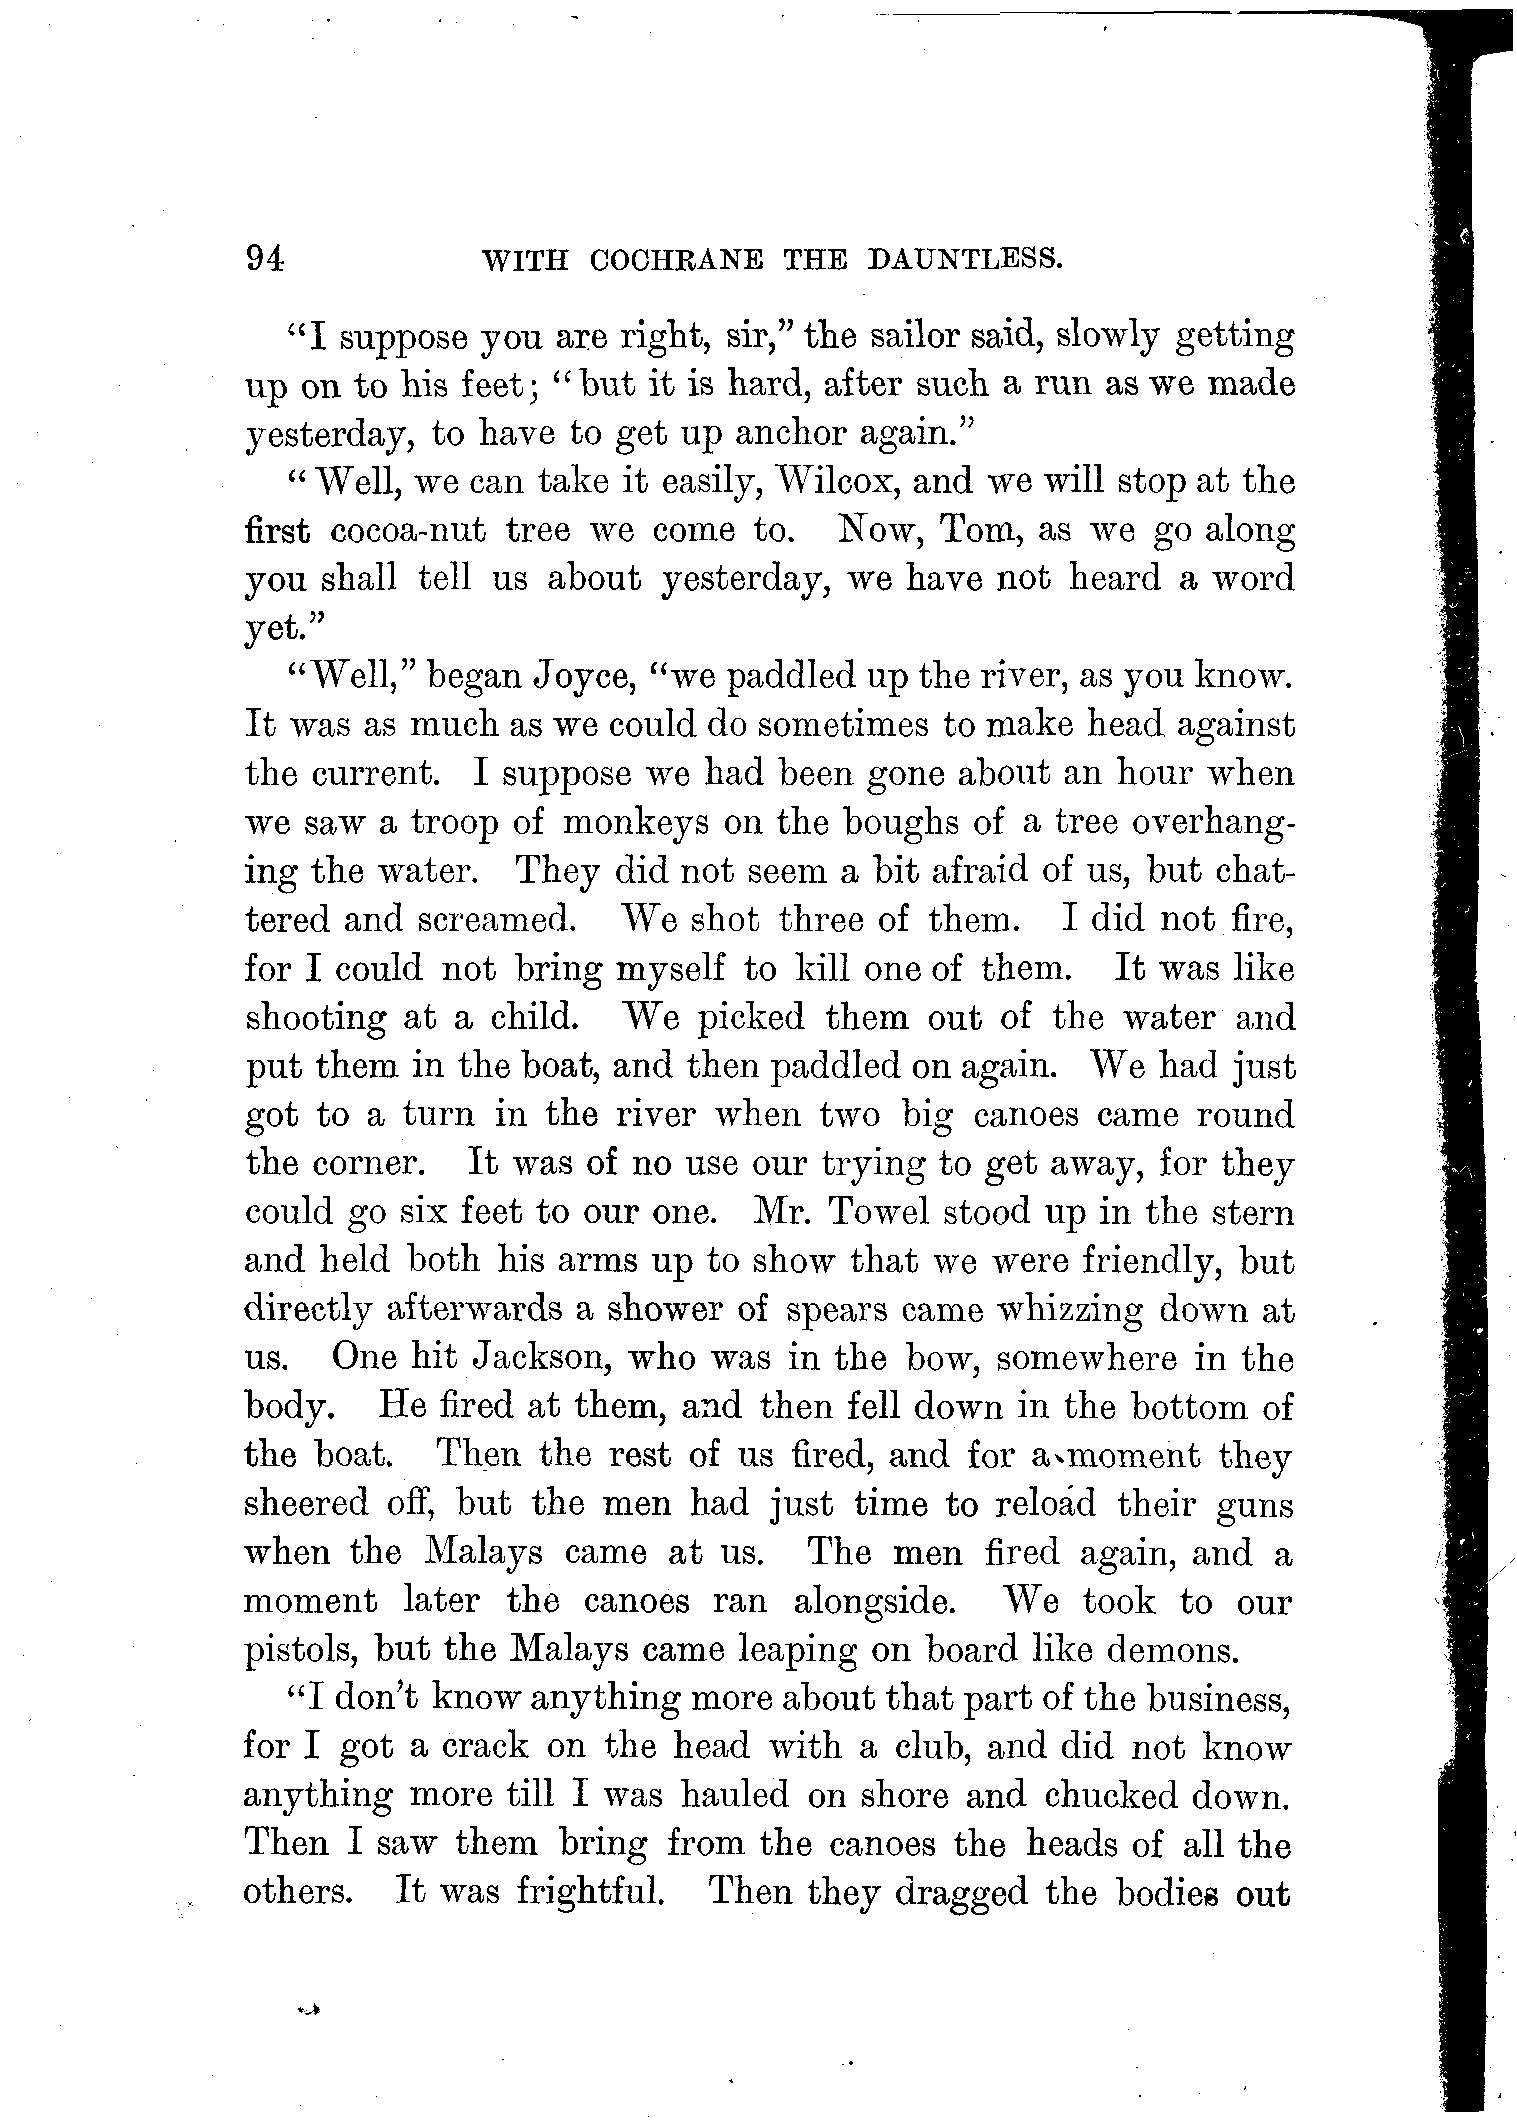 94 WITH COCHRANE THE DAUNTLESS.
“I suppose you are right, sir,” the sailor said, slowly getting
up on to his feet; “but it is hard, after such a run as we made
yesterday, to have to get up anchor again.”
“Well, we can take it easily, Wilcox, and we will stop at the
first cocoa-nut tree we come to. Now, Tom, as we go along
you shall tell us about yesterday, we have not heard a word
yet.”
“Well,” began Joyce, “we paddled up the river, as you know.
It was as much as we could do sometimes to make head against
the current. I suppose we had been gone about an hour when
we saw a troop of monkeys on the boughs of a tree overhang-
ing the water. They did not seem a bit afraid of us, but chat-
tered and screamed. We shot three of them. I did not fire,
for I could not bring myself to kill one of them. It was like
shooting at a child. We picked them out of the water and
put them in the boat, and then paddled on again. We had just
got to a turn in the river when two big canoes came round
the corner. It was of no use our trying to get away, for they
could go six feet to our one. Mr. Towel stood up in the stern
and held both his arms up to show that we were friendly, but
directly afterwards a shower of spears came whizzing down at
us. One hit Jackson, who was in the bow, somewhere in the
body. He fired at them, and then fell down in the bottom of
the boat. Then the rest of us fired, and for a moment they
sheered off, but the men had just time to reload their guns
when the Malays came at us. The men fired again, and a
moment later the canoes ran alongside. We took to our
pistols, but the Malays came leaping on board like demons.
“I don’t know anything more about that part of the business,
for I got a crack on the head with a club, and did not know
anything more till I was hauled on shore and chucked down.
Then I saw them bring from the canoes the heads of all the
others. It was frightful. Then they dragged the bodies out